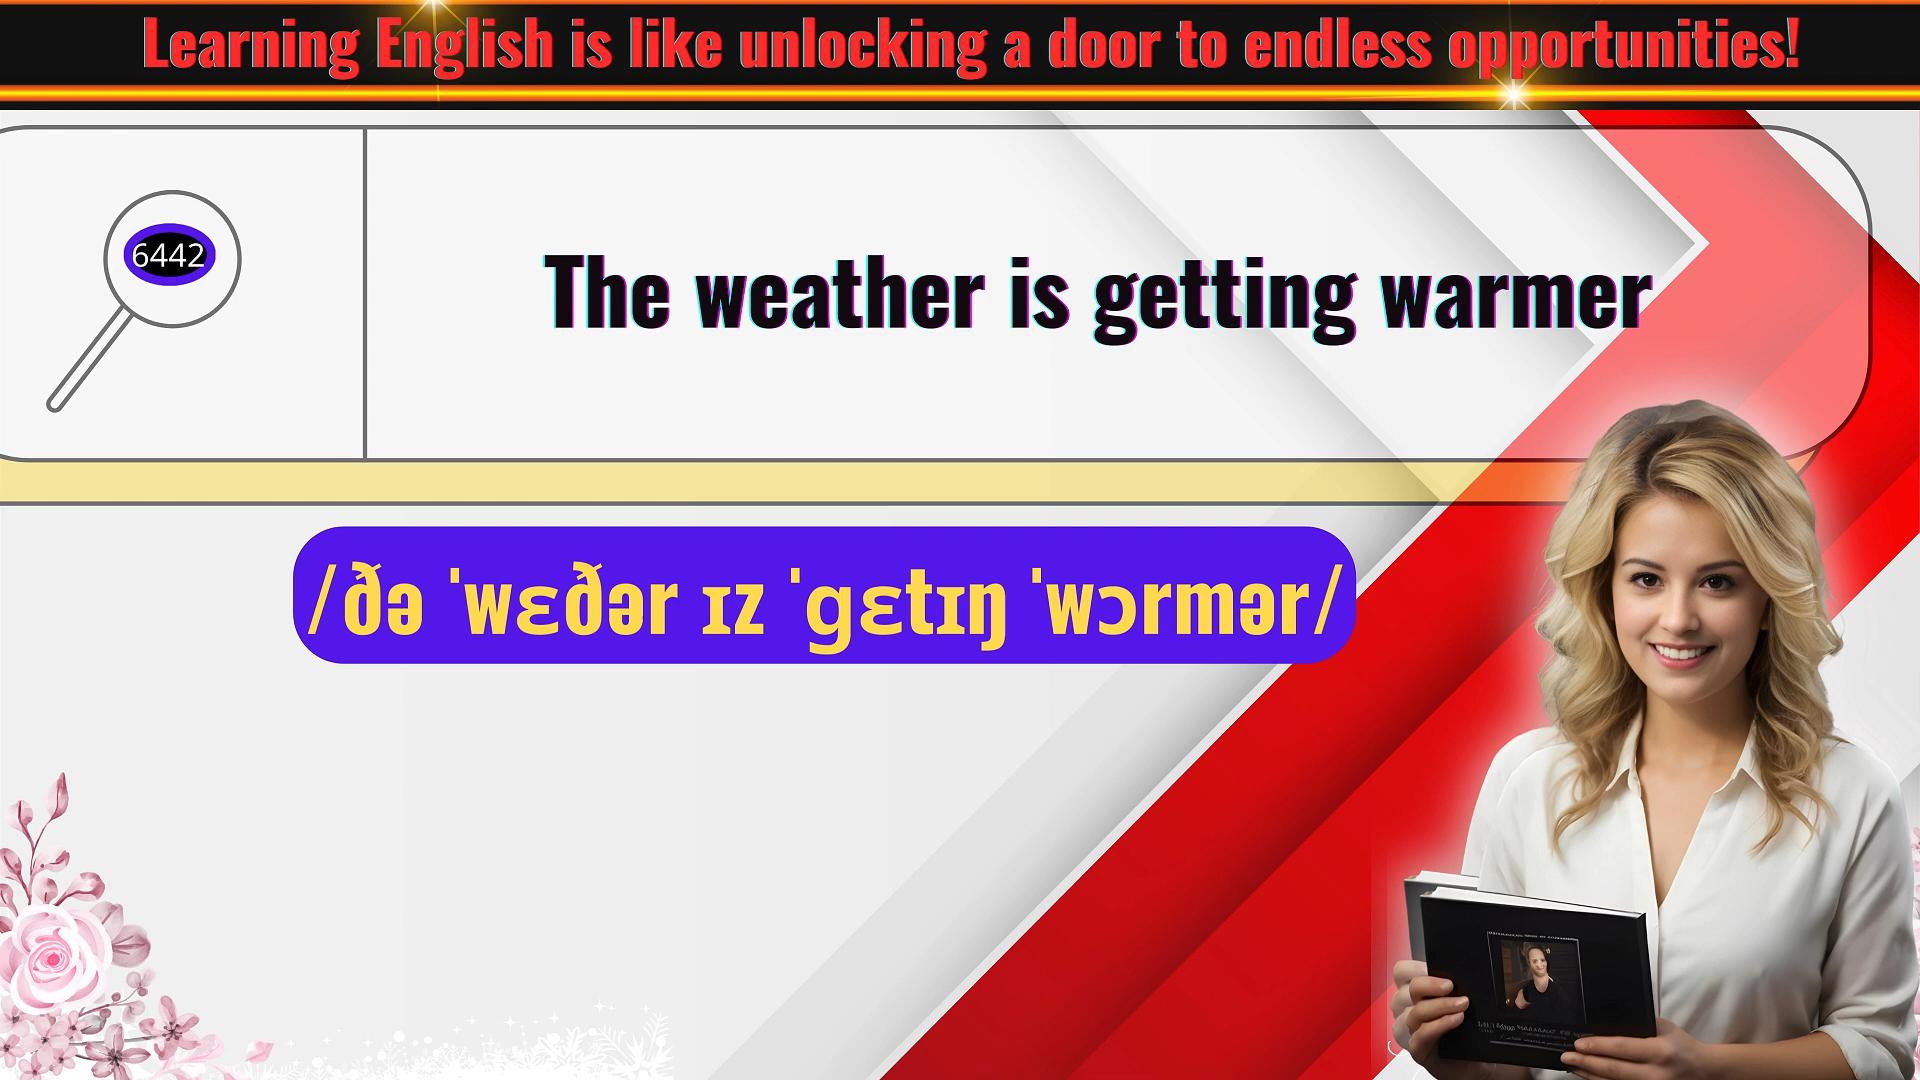 Learning English is like unlocking a door to endless opportunities!
6442
The weather is getting warmer
/ðə ˈwɛðər ɪz ˈɡɛtɪŋ ˈwɔrmər/